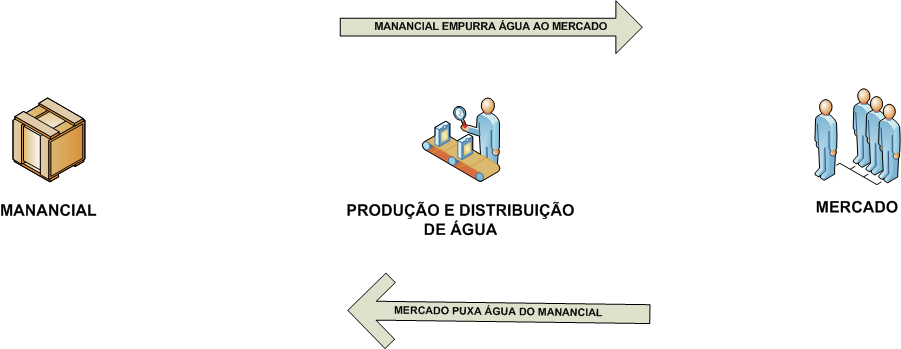 MANANCIAL EMPURRA ÁGUA AO MERCADO
MANANCIAL
PRODUÇÃO E DISTRIBUIÇÃO
DE ÁGUA
MERCADO
MERCADO PUXA ÁGUA DO MANANCIAL